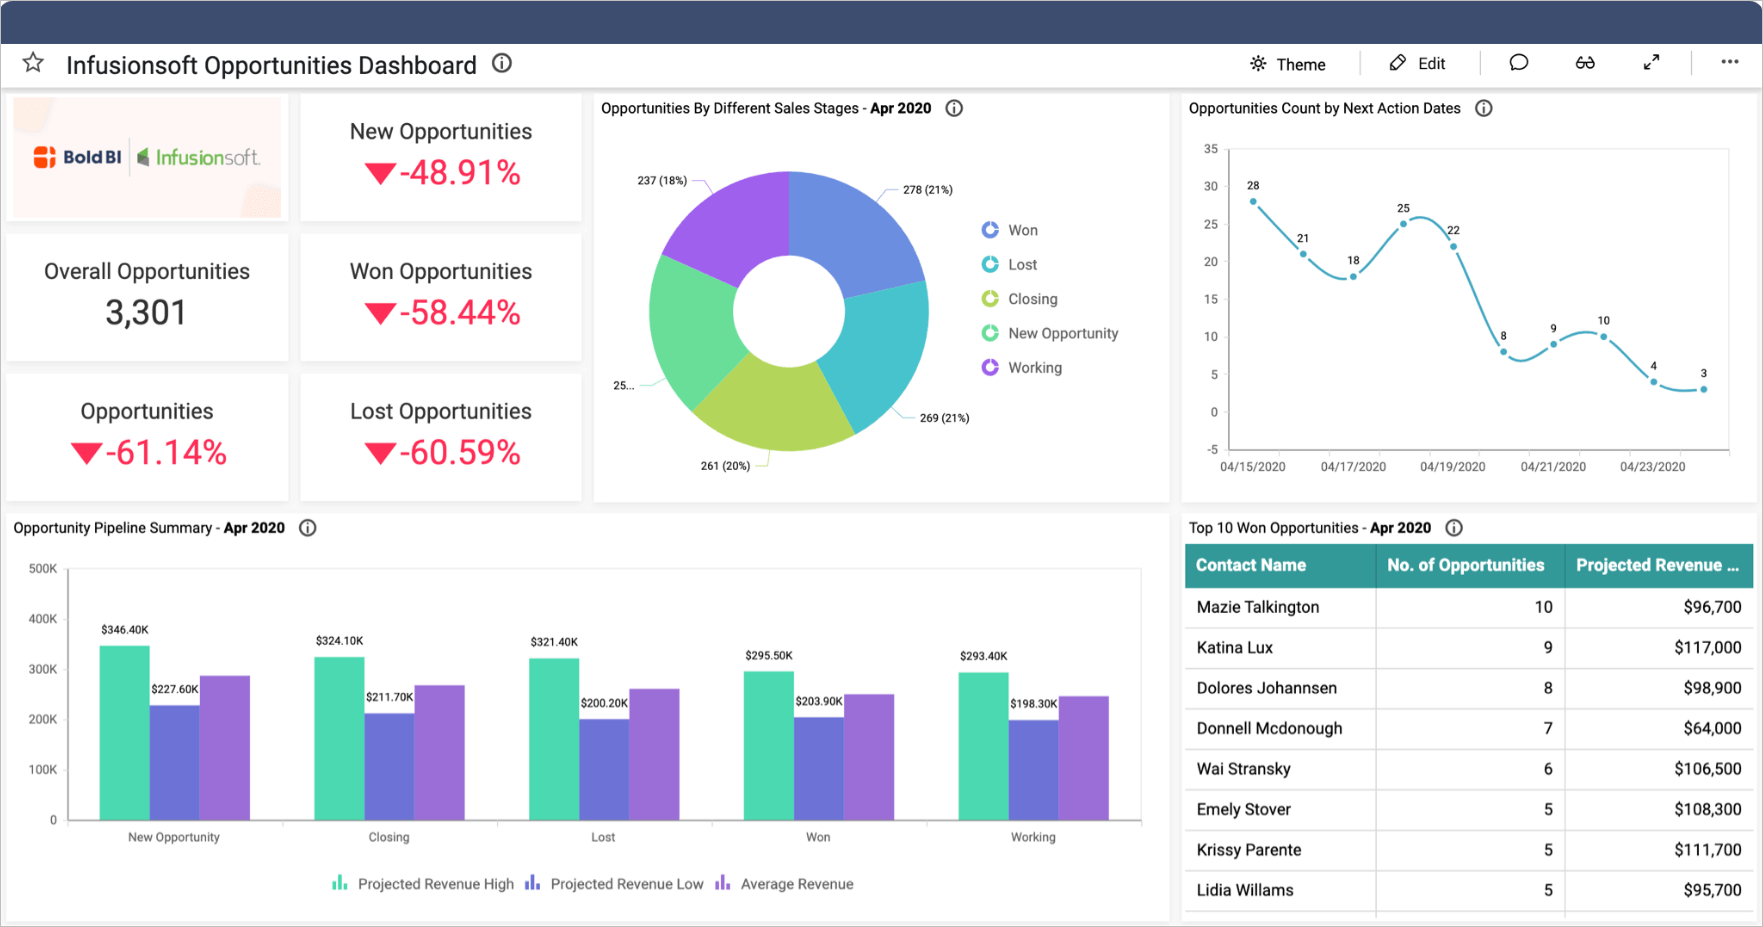 Infusionsoft Opportunities Dashboard
Theme
Edit
Bold BI
Infusionsoft.
New Opportunities
-48.91%
Overall Opportunities
3,301
Won Opportunities
-58.44%
Opportunities
-61.14%
Lost Opportunities
-60.59%
Opportunities By Different Sales Stages - Apr 2020
237 (18%)
278 (21%)
25...
269 (21%)
261 (20%)
Won
Lost
Closing
New Opportunity
Working
Opportunities Count by Next Action Dates
35
30
25
20
15
10
5
0
-5
28
21
18
25
22
8
9
10
4
3
04/15/2020
04/17/2020
04/19/2020
04/21/2020
04/23/2020
Opportunity Pipeline Summary - Apr 2020
500K
400K
300K
200K
100K
0
$346.40K
$227.60K
$324.10K
$211.70K
$321.40K
$200.20K
$295.50K
$203.90K
$293.40K
$198.30K
New Opportunity
Closing
Lost
Won
Working
Projected Revenue High
Projected Revenue Low
Average Revenue
Top 10 Won Opportunities - Apr 2020
Contact Name No. of Opportunities Projected Revenue ...
Mazie Talkington 10 $96,700
Katina Lux 9 $117,000
Dolores Johannsen 8 $98,900
Donnell Mcdonough 7 $64,000
Wai Stransky 6 $106,500
Emely Stover 5 $108,300
Krissy Parente 5 $111,700
Lidia Willams 5 $95,700